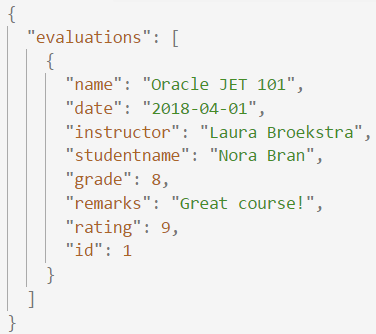 {
"evaluations": [
{
"name": "Oracle JET 101",
"date": "2018-04-01",
"instructor": "Laura Broekstra",
"studentname": "Nora Bran",
"grade": 8,
"remarks": "Great course!",
"rating": 9,
"id": 1
}
]
}